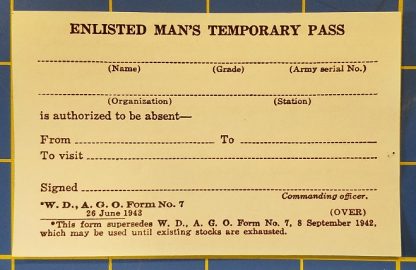 ENLISTED MAN'S TEMPORARY PASS
(Name) (Grade) (Army serial No.)
(Organization) (Station)
is authorized to be absent—
From To
To visit
Signed
Commanding officer.
*W. D., A. G. O. Form No. 7
26 June 1943 (OVER)
*This form supersedes W. D., A. G. O. Form No. 7, 8 September 1942,
which may be used until existing stocks are exhausted.